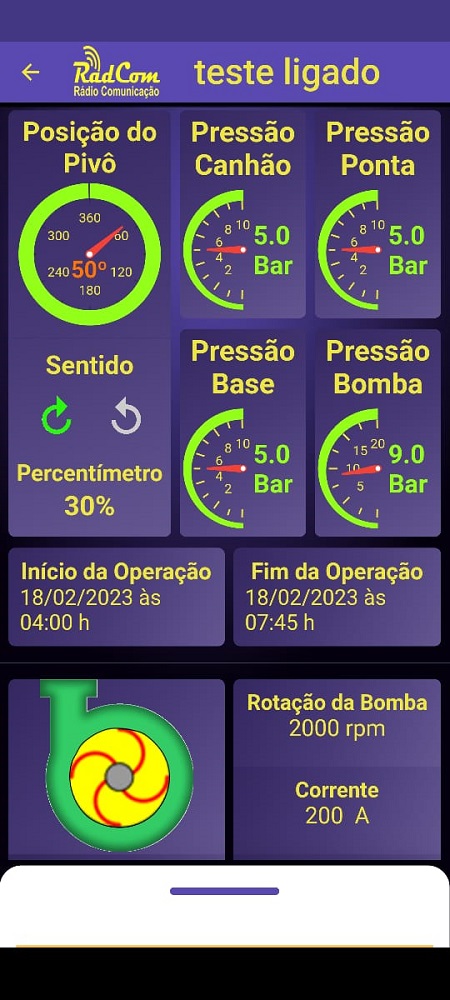 RadCom
Rádio Comunicação
teste ligado
Posição do
Pivô
360
300
60
50º
240
120
180
Sentido
Percentímetro
30%
Pressão
Canhão
10
8
6
4
2
5.0
Bar
Pressão
Ponta
10
8
6
4
2
5.0
Bar
Pressão
Base
10
8
6
4
2
5.0
Bar
Pressão
Bomba
20
15
10
5
9.0
Bar
Início da Operação
18/02/2023 às
04:00 h
Fim da Operação
18/02/2023 às
07:45 h
Rotação da Bomba
2000 rpm
Corrente
200 A